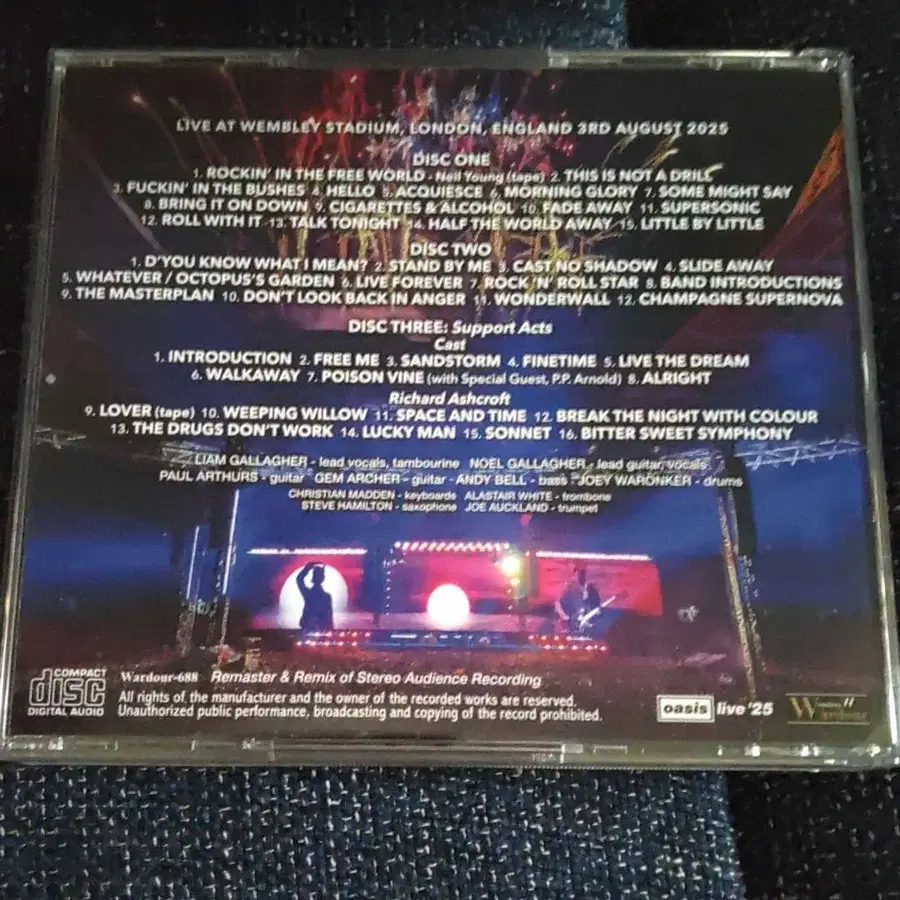 LIVE AT WEMBLEY STADIUM, LONDON, ENGLAND 3RD AUGUST 2025
DISC ONE
1. ROCKIN' IN THE FREE WORLD - Neil Young (tape) 2. THIS IS NOT A DRILL
3. FUCKIN' IN THE BUSHES 4. HELLO 5. ACQUIESCE 6. MORNING GLORY 7. SOME MIGHT SAY
8. BRING IT ON DOWN 9. CIGARETTES & ALCOHOL 10. FADE AWAY 11. SUPERSONIC
12. ROLL WITH IT 13. TALK TONIGHT 14. HALF THE WORLD AWAY 15. LITTLE BY LITTLE
DISC TWO
1. D'YOU KNOW WHAT I MEAN? 2. STAND BY ME 3. CAST NO SHADOW 4. SLIDE AWAY
5. WHATEVER / OCTOPUS'S GARDEN 6. LIVE FOREVER 7. ROCK 'N' ROLL STAR 8. BAND INTRODUCTIONS
9. THE MASTERPLAN 10. DON'T LOOK BACK IN ANGER 11. WONDERWALL 12. CHAMPAGNE SUPERNOVA
DISC THREE: Support Acts
Cast
1. INTRODUCTION 2. FREE ME 3. SANDSTORM 4. FINETIME 5. LIVE THE DREAM
6. WALKAWAY 7. POISON VINE (with Special Guest, P.P. Arnold) 8. ALRIGHT
Richard Ashcroft
9. LOVER (tape) 10. WEEPING WILLOW 11. SPACE AND TIME 12. BREAK THE NIGHT WITH COLOUR
13. THE DRUGS DON'T WORK 14. LUCKY MAN 15. SONNET 16. BITTER SWEET SYMPHONY
LIAM GALLAGHER - lead vocals, tambourine NOEL GALLAGHER - lead guitar, vocals
PAUL ARTHURS - guitar GEM ARCHER - guitar ANDY BELL - bass JOEY WARONKER - drums
CHRISTIAN MADDEN - keyboards ALASTAIR WHITE - trombone
STEVE HAMILTON - saxophone JOE AUCKLAND - trumpet
COMPACT
disc
DIGITAL AUDIO
Wardour-688 Remaster & Remix of Stereo Audience Recording
All rights of the manufacturer and the owner of the recorded works are reserved.
Unauthorized public performance, broadcasting and copying of the record prohibited.
oasis live '25